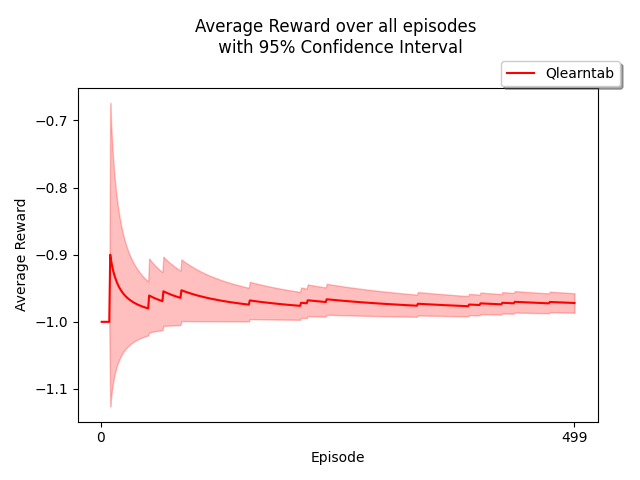 Average Reward over all episodes
with 95% Confidence Interval
Qlearntab
−0.7
−0.8
−0.9
−1.0
−1.1
Average Reward
0
499
Episode